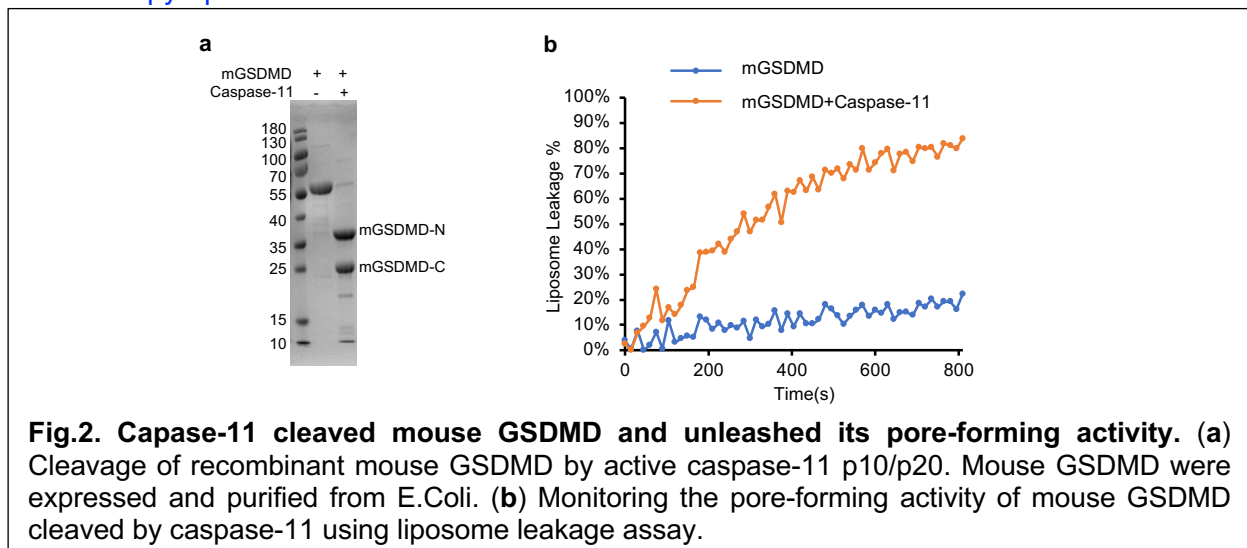 a
mGSDMD + +
Caspase-11 - +
180
130
100
70
55
40
35
25
15
10
mGSDMD-N
mGSDMD-C
b
mGSDMD
mGSDMD+Caspase-11
Liposome Leakage %
100%
90%
80%
70%
60%
50%
40%
30%
20%
10%
0%
0 200 400 600 800
Time(s)
Fig.2. Capase-11 cleaved mouse GSDMD and unleashed its pore-forming activity. (a)
Cleavage of recombinant mouse GSDMD by active caspase-11 p10/p20. Mouse GSDMD were
expressed and purified from E.Coli. (b) Monitoring the pore-forming activity of mouse GSDMD
cleaved by caspase-11 using liposome leakage assay.